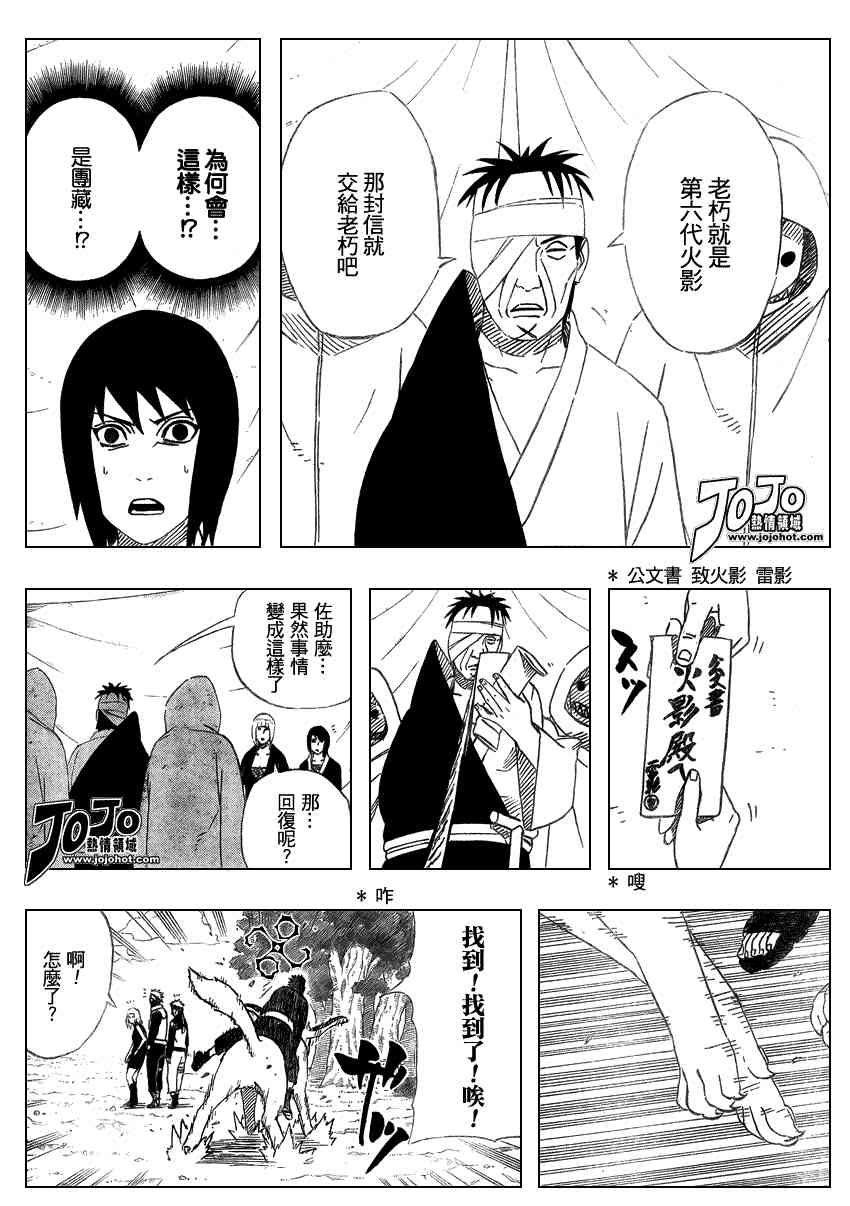 老朽就是
第六代火影
那封信就
交給老朽吧
為何會…
這樣…!?
是團藏…!?
JOJO
熱情領域
www.jojohot.com
* 公文書 致火影 雷影
公文書
火影殿へ
スッ
* 嗖
佐助麼…
果然事情
變成這樣了
那…
回復呢?
JOJO
熱情領域
www.jojohot.com
* 咋
找到!找到了!唉!
ザッ
啊!
怎麼了?